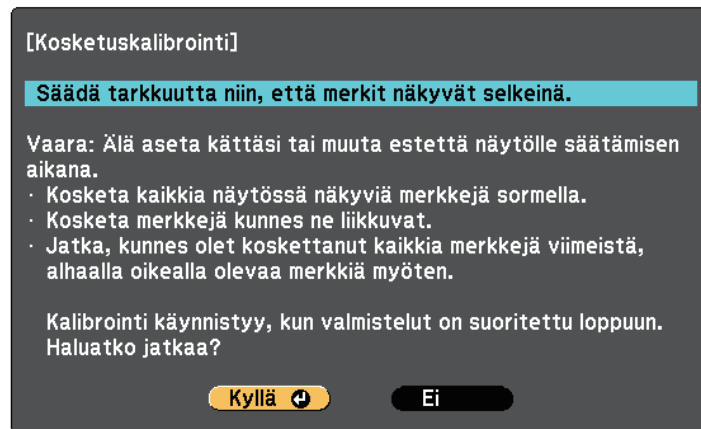 [Kosketuskalibrointi]
Säädä tarkkuutta niin, että merkit näkyvät selkeinä.
Vaara: Älä aseta kättäsi tai muuta estettä näytölle säätämisen
aikana.
· Kosketa kaikkia näytössä näkyviä merkkejä sormella.
· Kosketa merkkejä kunnes ne liikkuvat.
· Jatka, kunnes olet koskettanut kaikkia merkkejä viimeistä,
alhaalla oikealla olevaa merkkiä myöten.
Kalibrointi käynnistyy, kun valmistelut on suoritettu loppuun.
Haluatko jatkaa?
Kyllä Ei